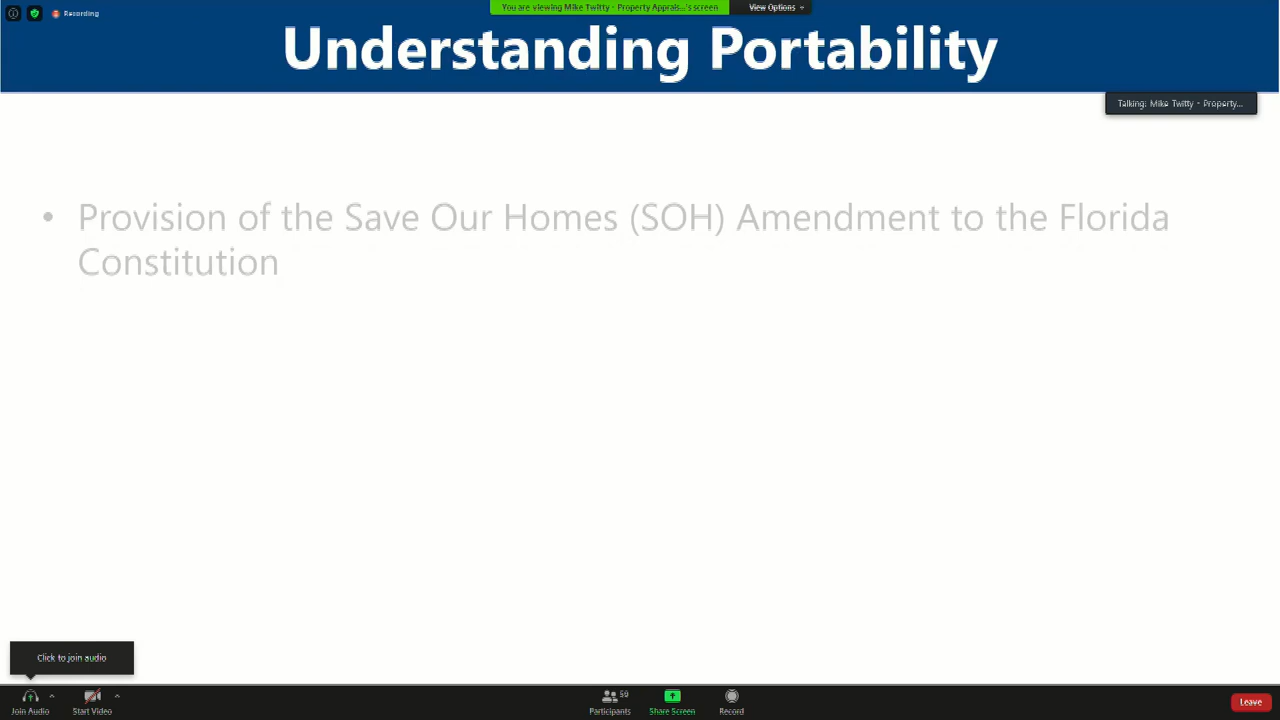 Recording
You are viewing Mike Twitty - Property Apprais...'s screen
View Options
Understanding Portability
Talking: Mike Twitty - Property...
• Provision of the Save Our Homes (SOH) Amendment to the Florida
Constitution
Click to join audio
Join Audio
Start Video
59
Participants
Share Screen
Record
Leave